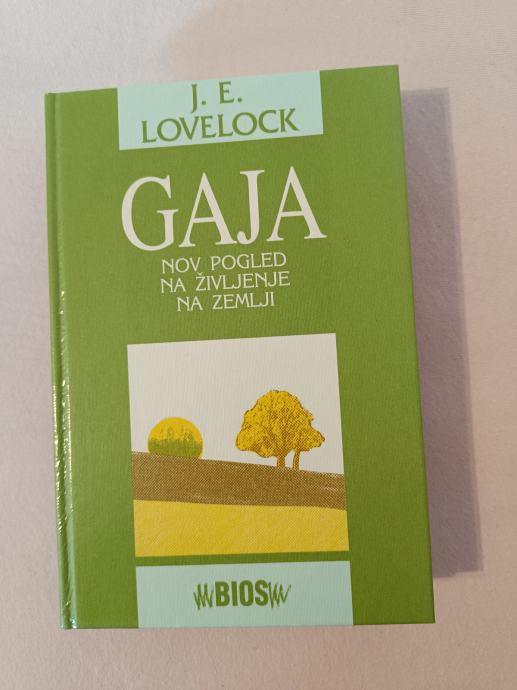 J. E.
LOVELOCK
GAJA
NOV POGLED
NA ŽIVLJENJE
NA ZEMLJI
BIOS